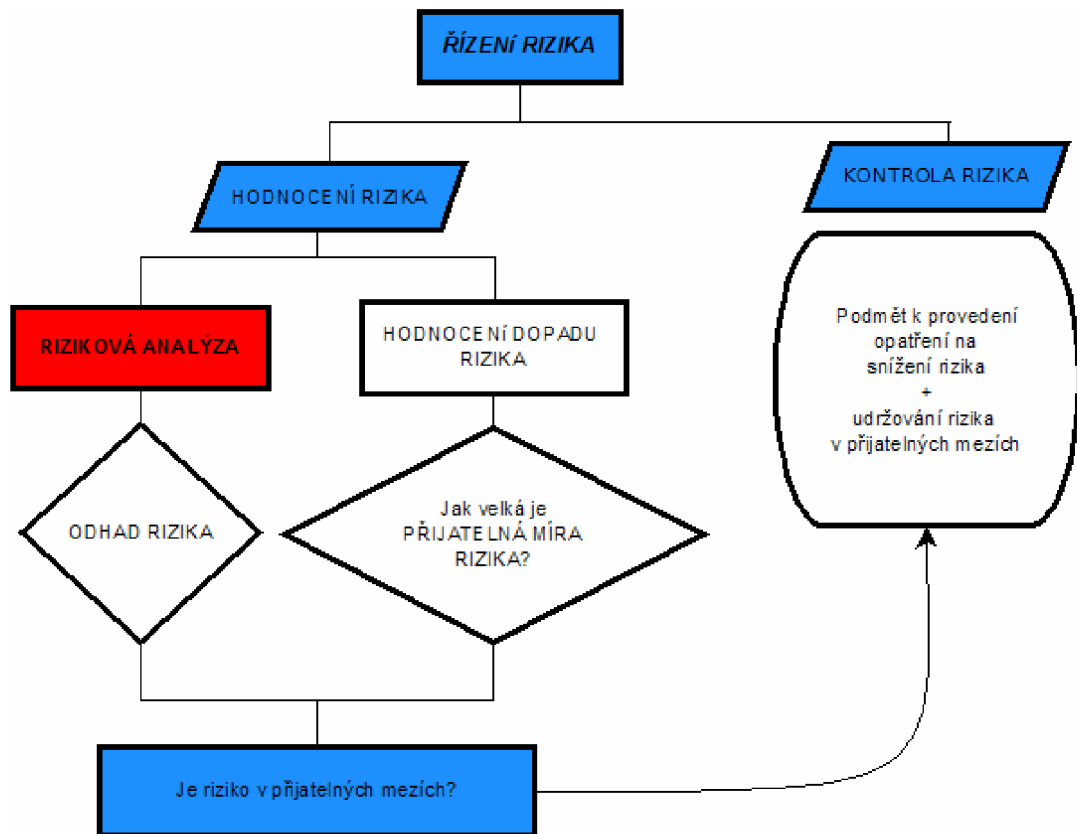 ŘÍZENí RIZIKA
HODNOCENÍ RIZIKA
KONTROLA RIZIKA
RIZIKOVÁ ANALÝZA
HODNOCENí DOPADU
RIZIKA
Podmět k provedení
opatření na
snížení rizika
+
udržování rizika
v přijatelných mezích
ODHAD RIZIKA
Jak velká je
PŘIJATELNÁ MÍRA
RIZIKA?
Je riziko v přijatelných mezích?